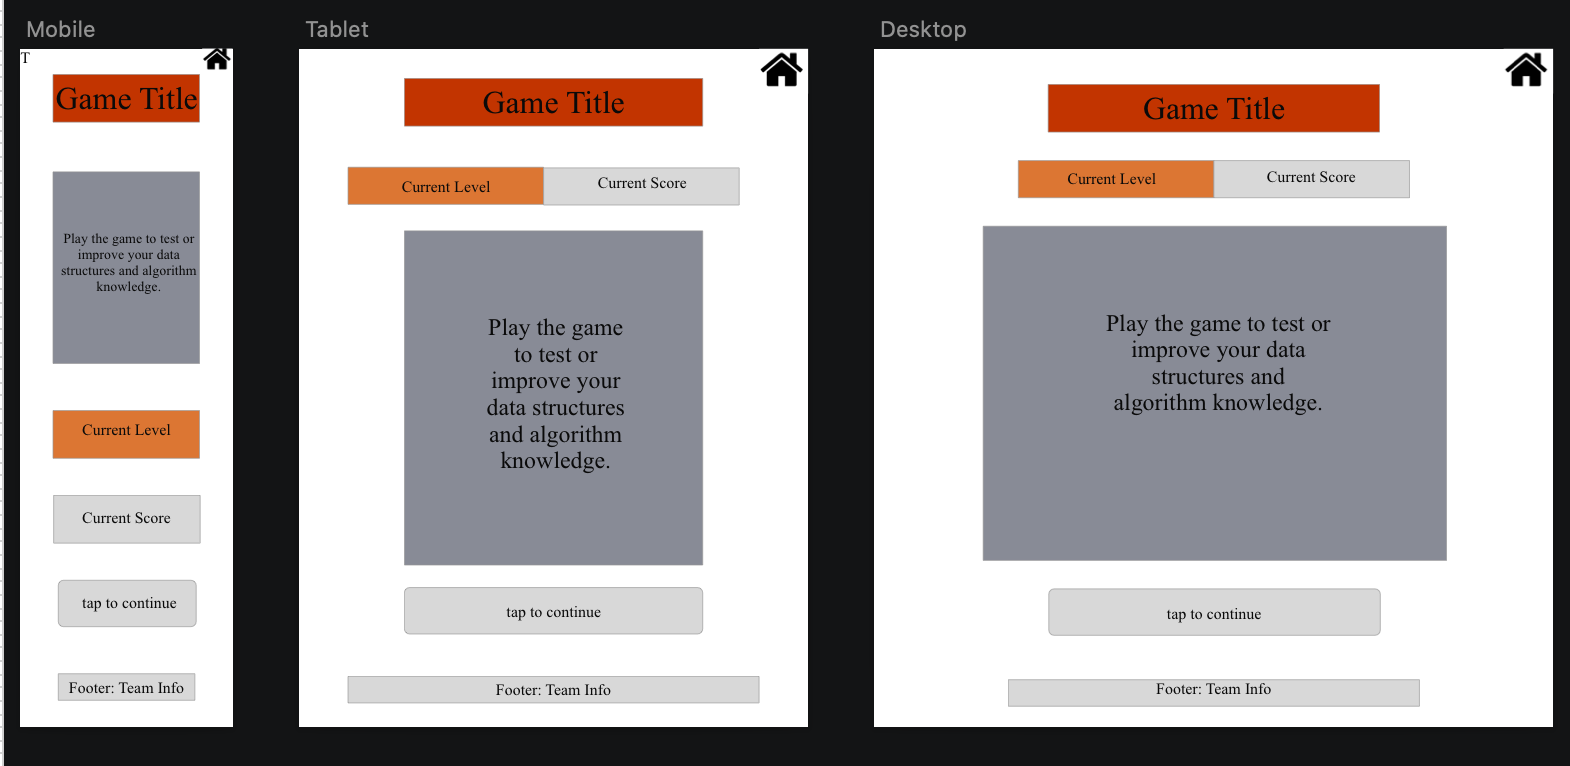 Mobile
T
Game Title
Play the game to test or
improve your data
structures and algorithm
knowledge.
Current Level
Current Score
tap to continue
Footer: Team Info
Tablet
Game Title
Current Level
Current Score
Play the game
to test or
improve your
data structures
and algorithm
knowledge.
tap to continue
Footer: Team Info
Desktop
Game Title
Current Level
Current Score
Play the game to test or
improve your data
structures and
algorithm knowledge.
tap to continue
Footer: Team Info